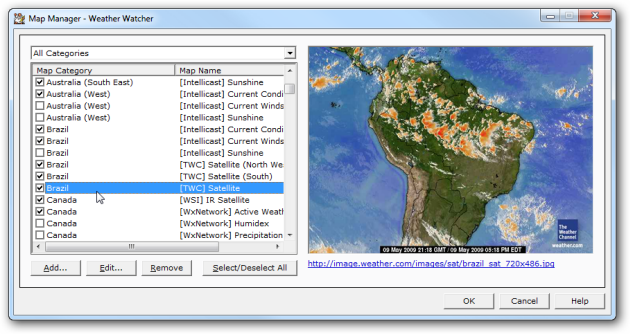 Map Manager - Weather Watcher
All Categories
Map Category Map Name
Australia (South East) [Intellicast] Sunshine
Australia (West) [Intellicast] Current Condi
Australia (West) [Intellicast] Current Winds
Australia (West) [Intellicast] Sunshine
Brazil [Intellicast] Current Condi
Brazil [Intellicast] Current Winds
Brazil [Intellicast] Sunshine
Brazil [TWC] Satellite (North We
Brazil [TWC] Satellite (South)
Brazil [TWC] Satellite
Canada [WSI] IR Satellite
Canada [WxNetwork] Active Weath
Canada [WxNetwork] Humidex
Canada [WxNetwork] Precipitation
The
Weather
Channel
weather.com
09 May 2009 21:18 GMT / 09 May 2009 05:18 PM EDT
http://image.weather.com/images/sat/brazil_sat_720x486.jpg
Add... Edit... Remove Select/Deselect All
OK Cancel Help